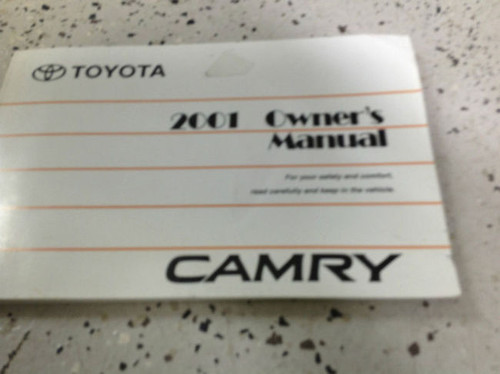 TOYOTA
2001 Owner's
Manual
For your safety and comfort,
read carefully and keep in the vehicle.
CAMRY